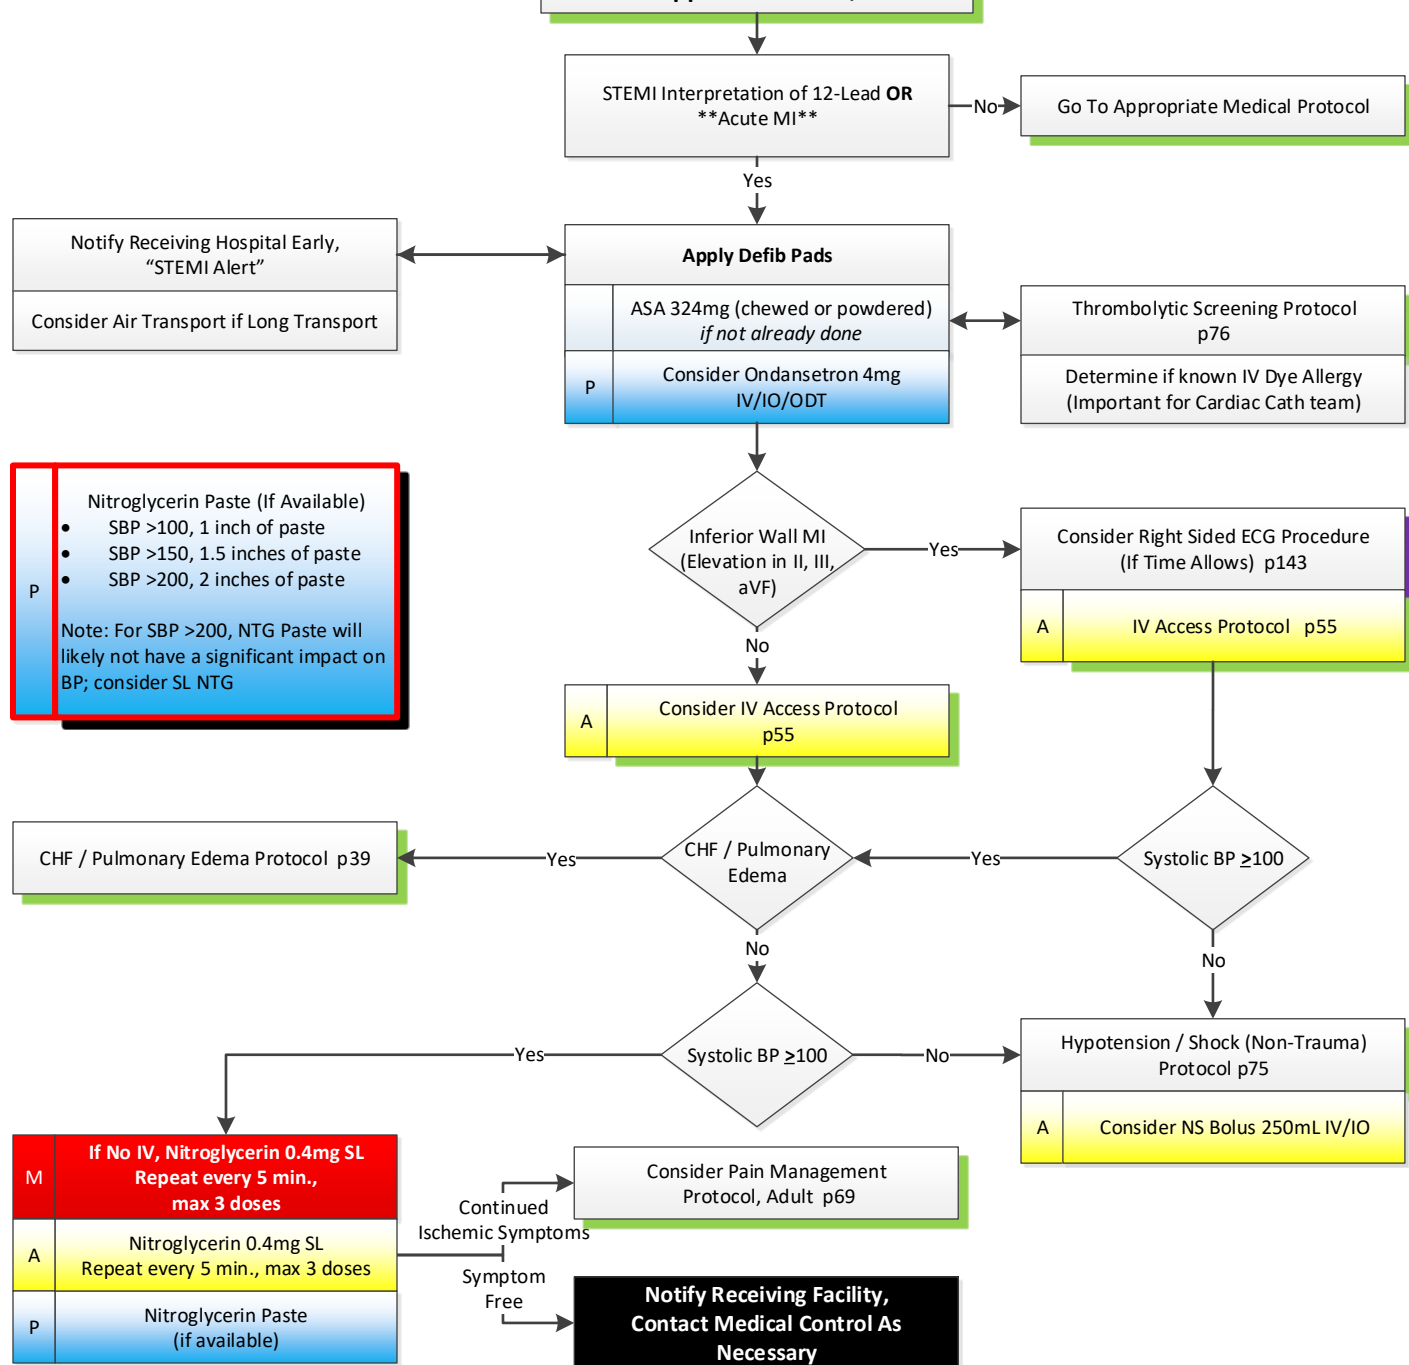 STEMI Interpretation of 12-Lead OR
**Acute MI**
No
Go To Appropriate Medical Protocol
Yes
Notify Receiving Hospital Early,
“STEMI Alert”
Consider Air Transport if Long Transport
Apply Defib Pads
ASA 324mg (chewed or powdered)
if not already done
P
Consider Ondansetron 4mg
IV/IO/ODT
Thrombolytic Screening Protocol
p76
Determine if known IV Dye Allergy
(Important for Cardiac Cath team)
P
Nitroglycerin Paste (If Available)
• SBP >100, 1 inch of paste
• SBP >150, 1.5 inches of paste
• SBP >200, 2 inches of paste
Note: For SBP >200, NTG Paste will
likely not have a significant impact on
BP; consider SL NTG
Inferior Wall MI
(Elevation in II, III,
aVF)
Yes
Consider Right Sided ECG Procedure
(If Time Allows) p143
A
IV Access Protocol p55
No
A
Consider IV Access Protocol
p55
CHF / Pulmonary Edema Protocol p39
Yes
CHF / Pulmonary
Edema
Yes
Systolic BP ≥100
No
No
Yes
Systolic BP ≥100
No
Hypotension / Shock (Non-Trauma)
Protocol p75
A
Consider NS Bolus 250mL IV/IO
M
If No IV, Nitroglycerin 0.4mg SL
Repeat every 5 min.,
max 3 doses
A
Nitroglycerin 0.4mg SL
Repeat every 5 min., max 3 doses
P
Nitroglycerin Paste
(if available)
Continued
Ischemic Symptoms
Consider Pain Management
Protocol, Adult p69
Symptom
Free
Notify Receiving Facility,
Contact Medical Control As
Necessary